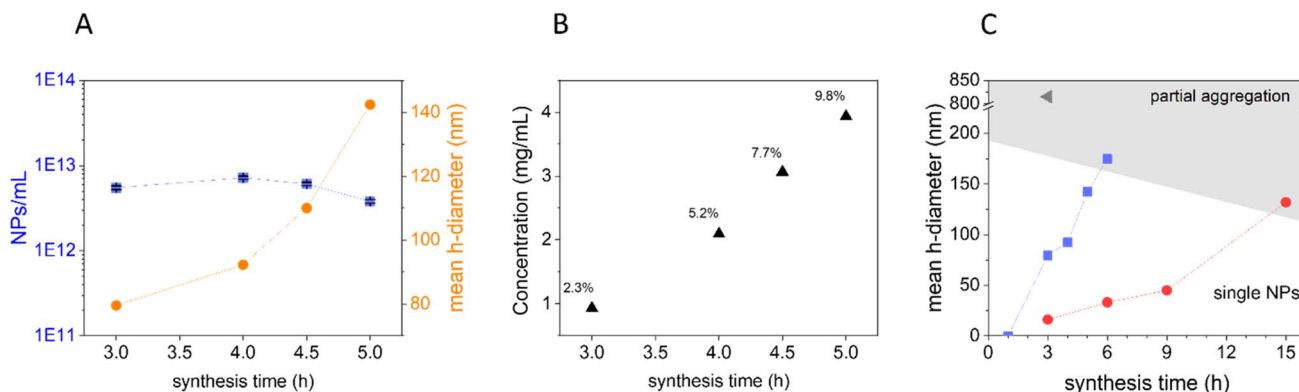 A
1E14
1E13
1E12
1E11
NPs/mL
140
120
100
80
mean h-diameter (nm)
3.0 3.5 4.0 4.5 5.0
synthesis time (h)
B
4
3
2
1
Concentration (mg/mL)
2.3%
5.2%
7.7%
9.8%
3.0 3.5 4.0 4.5 5.0
synthesis time (h)
C
850
800
200
150
100
50
0
mean h-diameter (nm)
partial aggregation
single NPs
0 3 6 9 12 15
synthesis time (h)